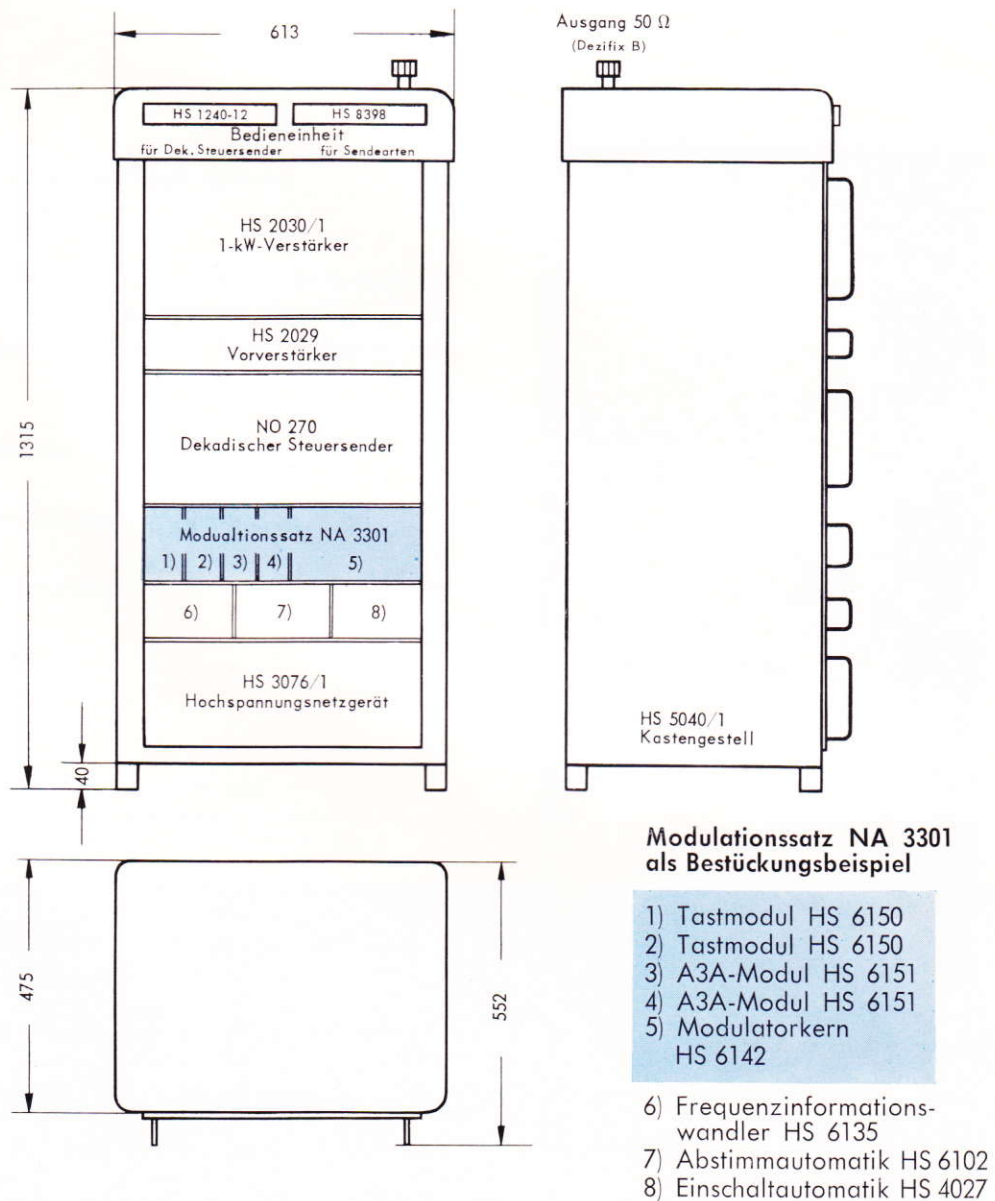 613
Ausgang 50 Ω
(Dezifix B)
HS 1240-12
HS 8398
Bedieneinheit
für Dek. Steuersender
für Sendearten
HS 2030/1
1-kW-Verstärker
HS 2029
Vorverstärker
NO 270
Dekadischer Steuersender
Modualtionssatz NA 3301
1) 2) 3) 4) 5)
6) 7) 8)
HS 3076/1
Hochspannungsnetzgerät
1315
40
HS 5040/1
Kastengestell
475
552
Modulationssatz NA 3301
als Bestückungsbeispiel
1) Tastmodul HS 6150
2) Tastmodul HS 6150
3) A3A-Modul HS 6151
4) A3A-Modul HS 6151
5) Modulatorkern
HS 6142
6) Frequenzinformations-
wandler HS 6135
7) Abstimmautomatik HS 6102
8) Einschaltautomatik HS 4027